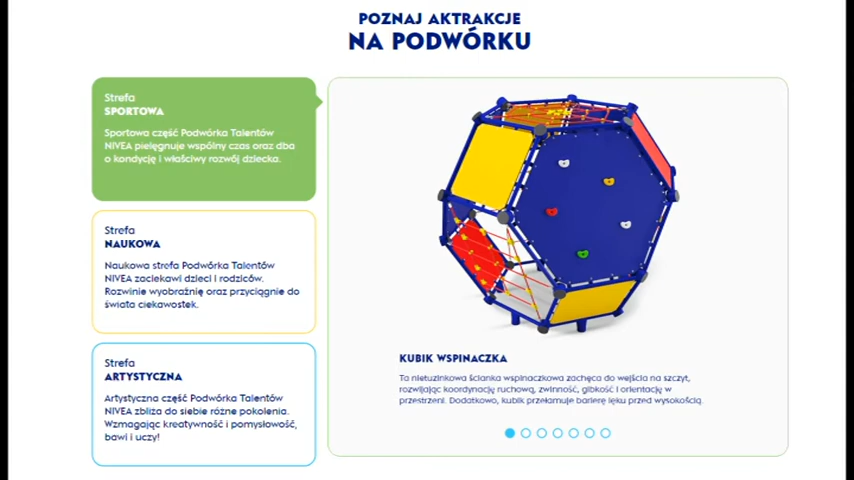 POZNAJ AKTRAKCJE
NA PODWÓRKU
Strefa
SPORTOWA
Sportowa część Podwórka Talentów
NIVEA pielęgnuje wspólny czas oraz dba
o kondycję i właściwy rozwój dziecka.
Strefa
NAUKOWA
Naukowa strefa Podwórka Talentów
NIVEA zaciekawi dzieci i rodziców.
Rozwinie wyobraźnię oraz przyciągnie do
świata ciekawostek.
Strefa
ARTYSTYCZNA
Artystyczna część Podwórka Talentów
NIVEA zbliża do siebie różne pokolenia.
Wzmagając kreatywność i pomysłowość,
bawi i uczy!
KUBIK WSPINACZKA
Ta nietuzinkowa ścianka wspinaczkowa zachęca do wejścia na szczyt,
rozwijając koordynację ruchową, zwinność, gibkość i orientację w
przestrzeni. Dodatkowo, kubik przełamuje barierę lęku przed wysokością.